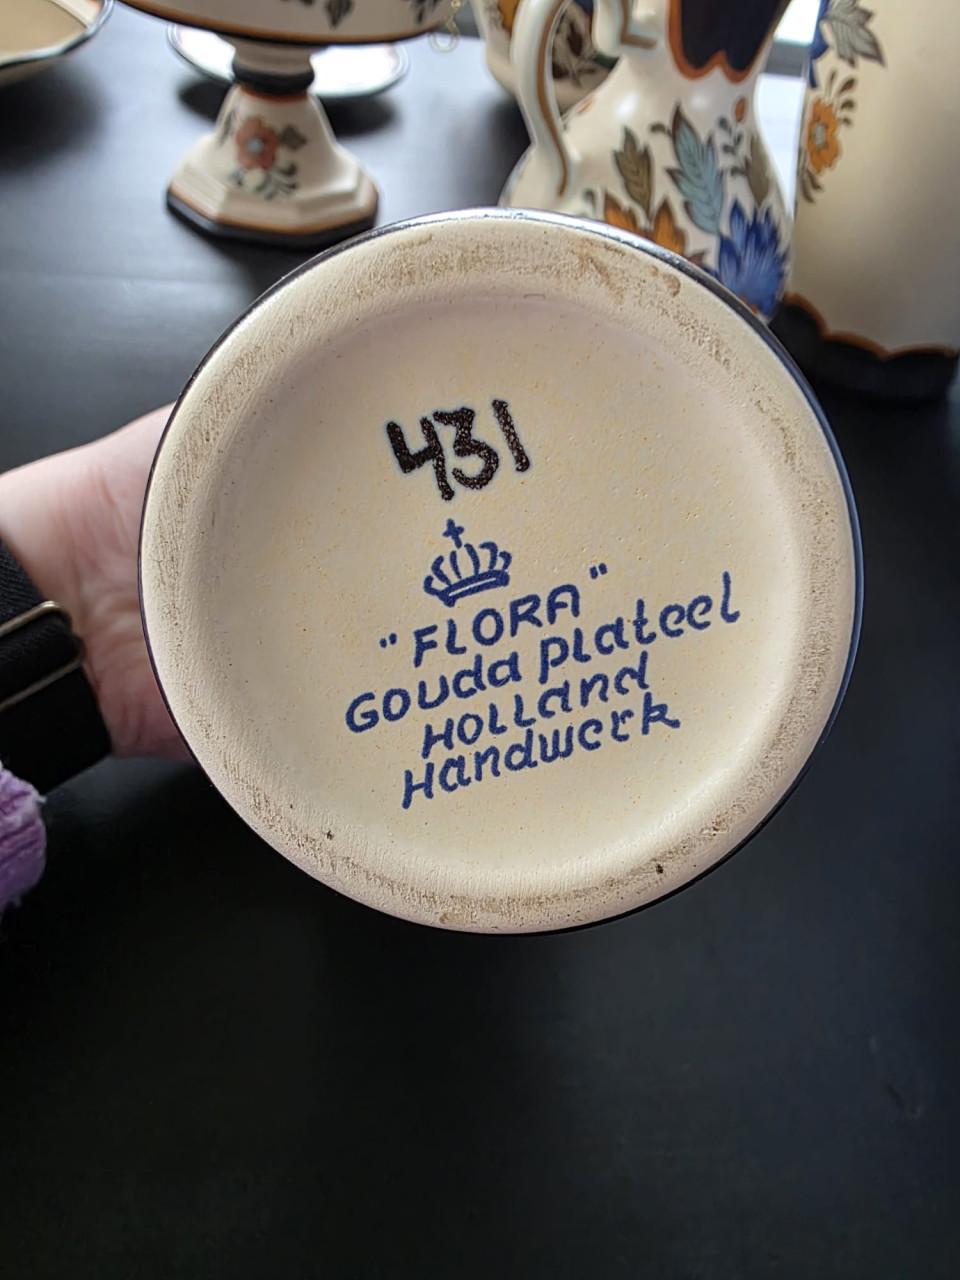 431
"FLORA"
Gouda plateel
Holland
Handwerk